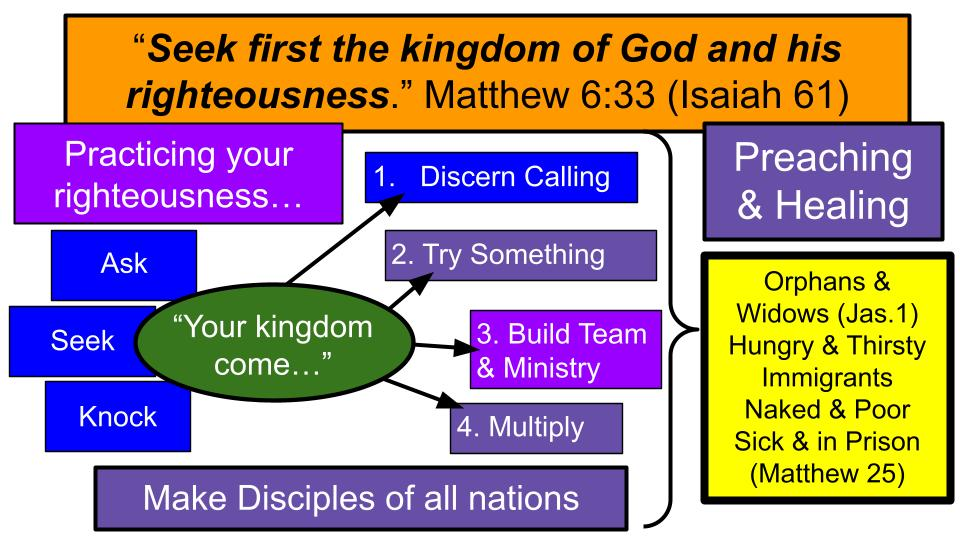 “Seek first the kingdom of God and his
righteousness.” Matthew 6:33 (Isaiah 61)
Practicing your
righteousness…
Ask
Seek
Knock
“Your kingdom
come…”
1. Discern Calling
2. Try Something
3. Build Team
& Ministry
4. Multiply
Make Disciples of all nations
Preaching
& Healing
Orphans &
Widows (Jas.1)
Hungry & Thirsty
Immigrants
Naked & Poor
Sick & in Prison
(Matthew 25)